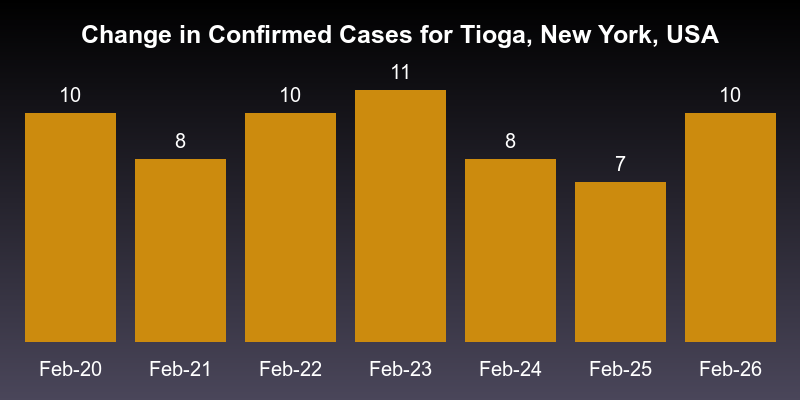 Change in Confirmed Cases for Tioga, New York, USA
10
8
10
11
8
7
10
Feb-20
Feb-21
Feb-22
Feb-23
Feb-24
Feb-25
Feb-26